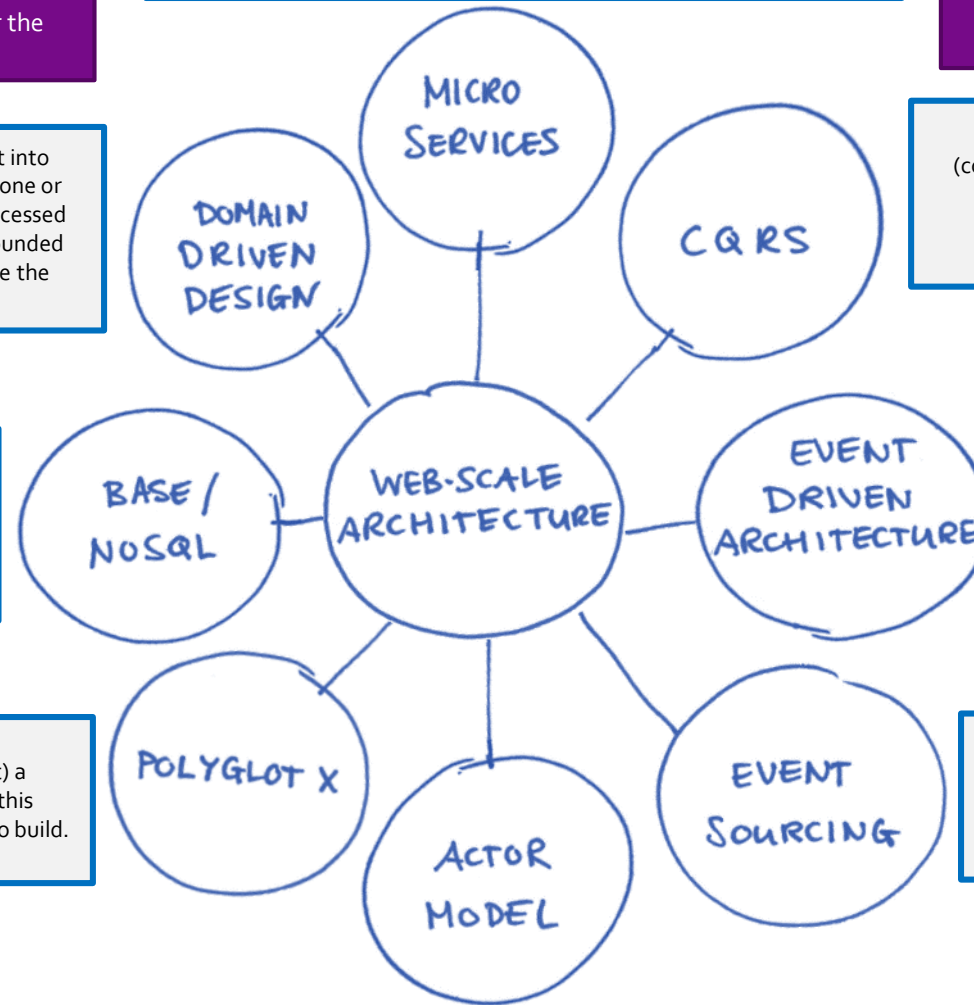 r the
MICRO
SERVICES
t into
one or
cessed
ounded
e the
(co
DOMAIN
DRIVEN
DESIGN
CQRS
BASE/
NOSQL
WEB-SCALE
ARCHITECTURE
EVENT
DRIVEN
ARCHITECTURE
POLYGLOT X
:) a
this
o build.
EVENT
SOURCING
ACTOR
MODEL